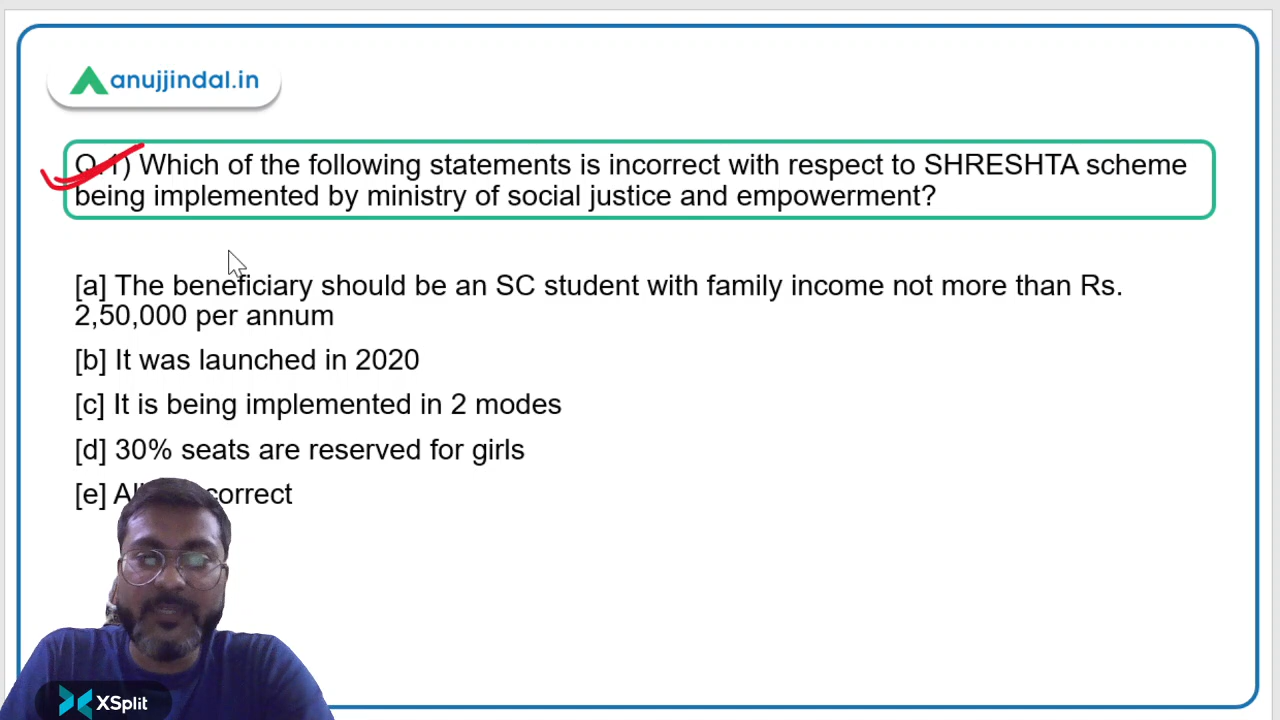 anujjindal.in
Q.1) Which of the following statements is incorrect with respect to SHRESHTA scheme
being implemented by ministry of social justice and empowerment?
[a] The beneficiary should be an SC student with family income not more than Rs.
2,50,000 per annum
[b] It was launched in 2020
[c] It is being implemented in 2 modes
[d] 30% seats are reserved for girls
[e] correct
XSplit